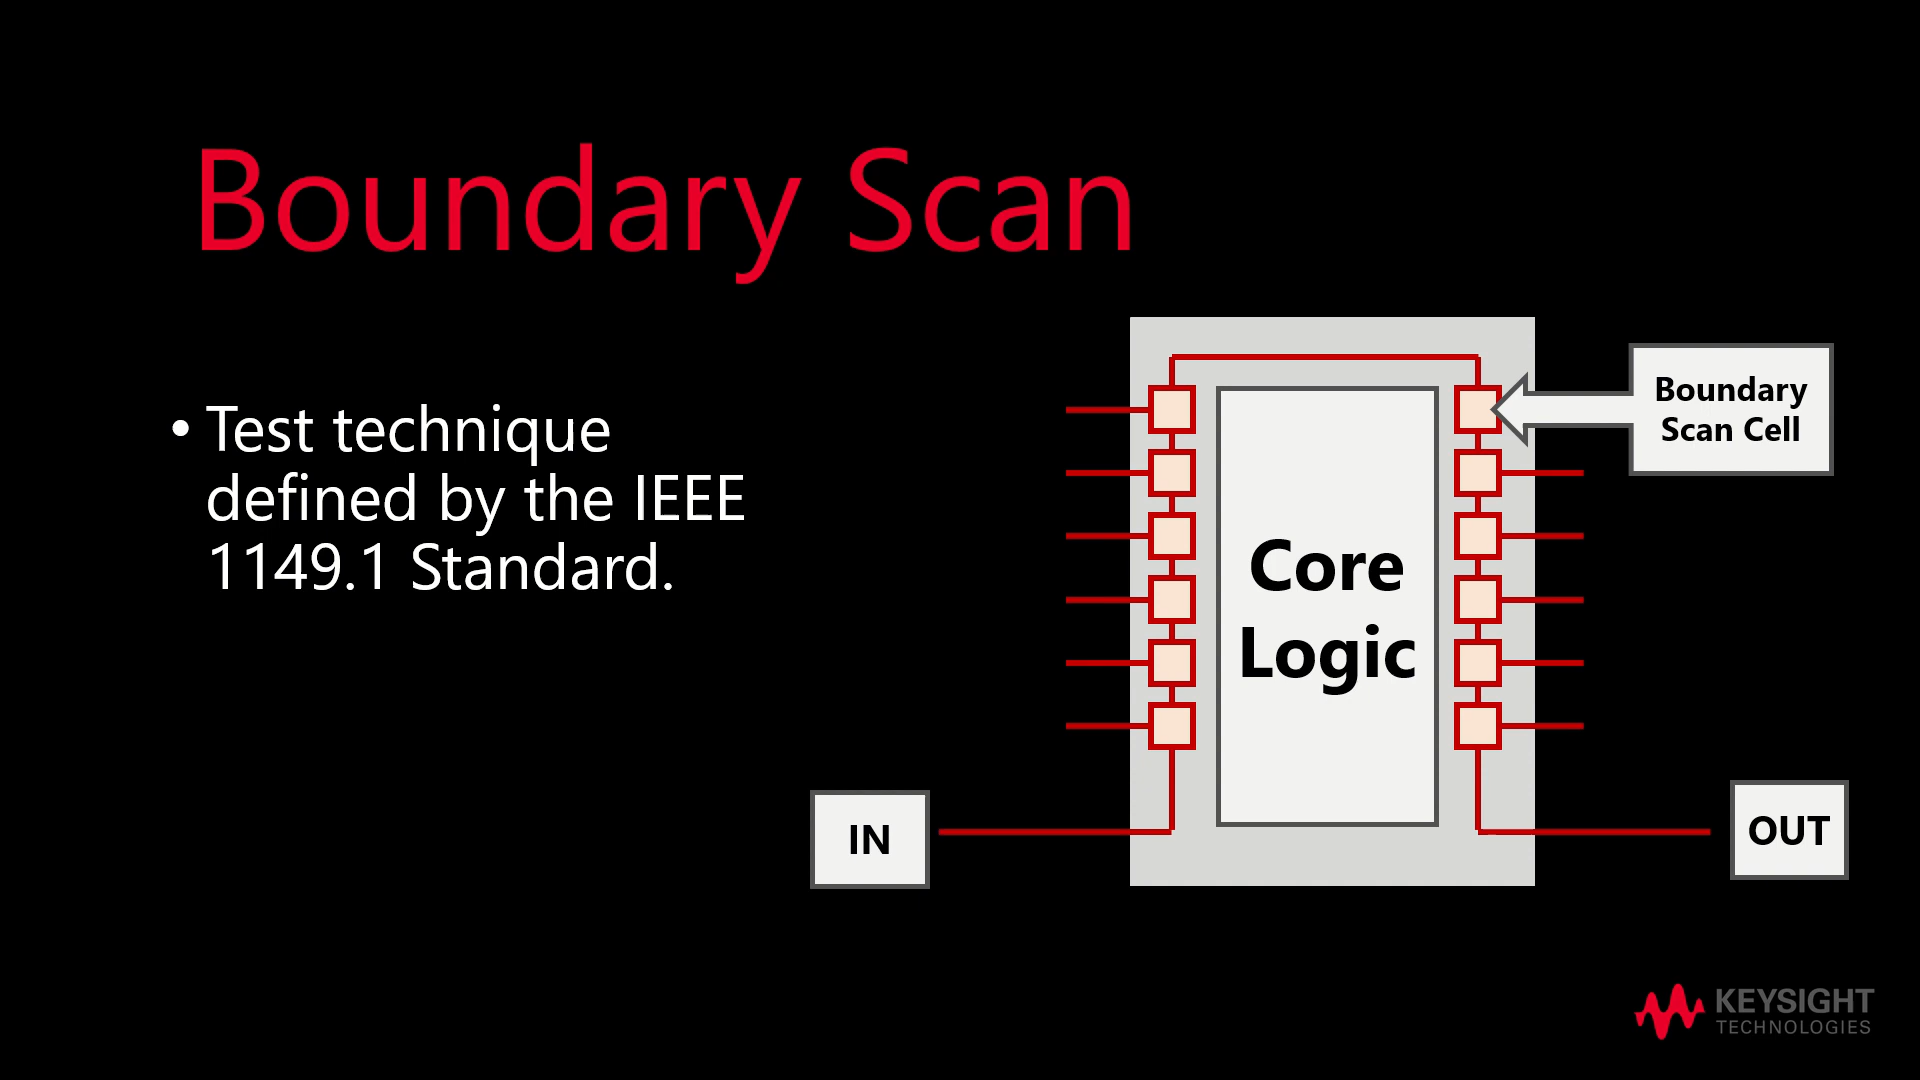 Boundary Scan
• Test technique
defined by the IEEE
1149.1 Standard.
Boundary
Scan Cell
Core
Logic
IN
OUT
KEYSIGHT
TECHNOLOGIES